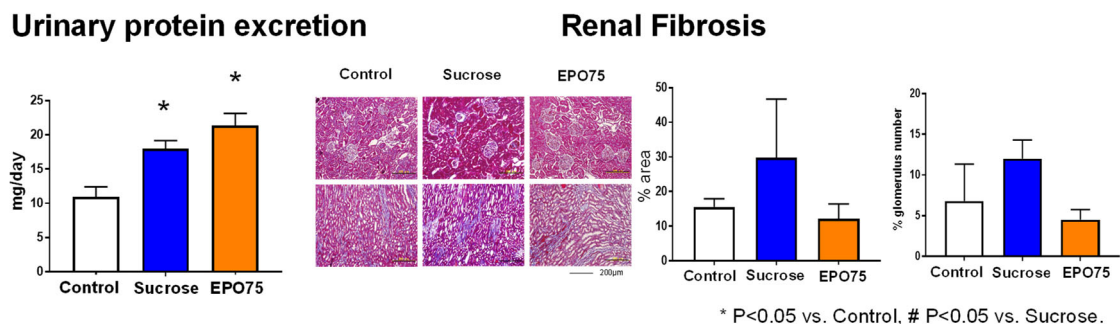 Urinary protein excretion
Renal Fibrosis
*
*
25
20
15
10
5
0
mg/day
Control Sucrose EPO75
Control Sucrose EPO75
200µm
50
40
30
20
10
0
% area
Control Sucrose EPO75
20
15
10
5
0
% glomerulus number
Control Sucrose EPO75
* P<0.05 vs. Control, # P<0.05 vs. Sucrose.